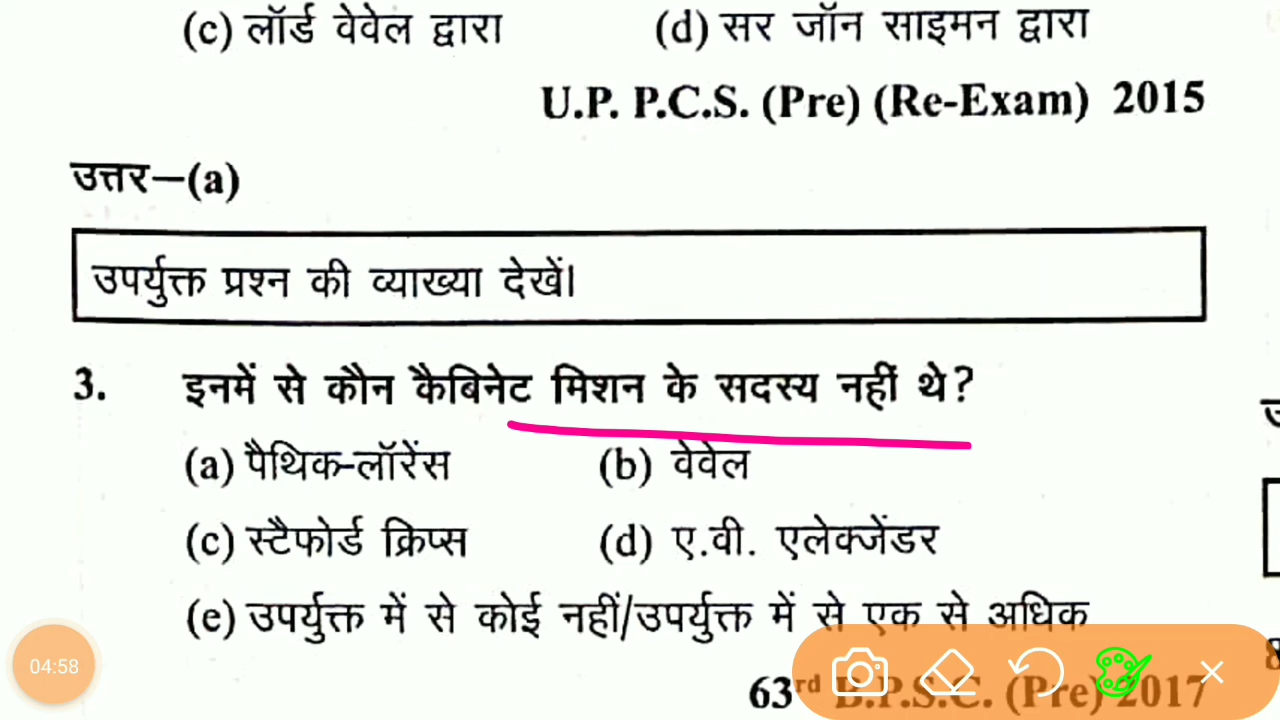 (c) लॉर्ड वेवेल द्वारा (d) सर जॉन साइमन द्वारा
U.P. P.C.S. (Pre) (Re-Exam) 2015
उत्तर—(a)
उपर्युक्त प्रश्न की व्याख्या देखें।
3. इनमें से कौन कैबिनेट मिशन के सदस्य नहीं थे?
(a) पैथिक-लॉरेंस (b) वेवेल
(c) स्टैफोर्ड क्रिप्स (d) ए.वी. एलेक्जेंडर
(e) उपर्युक्त में से कोई नहीं/उपर्युक्त में से एक से अधिक
63rd B.P.S.C. (Pre) 2017
04:58